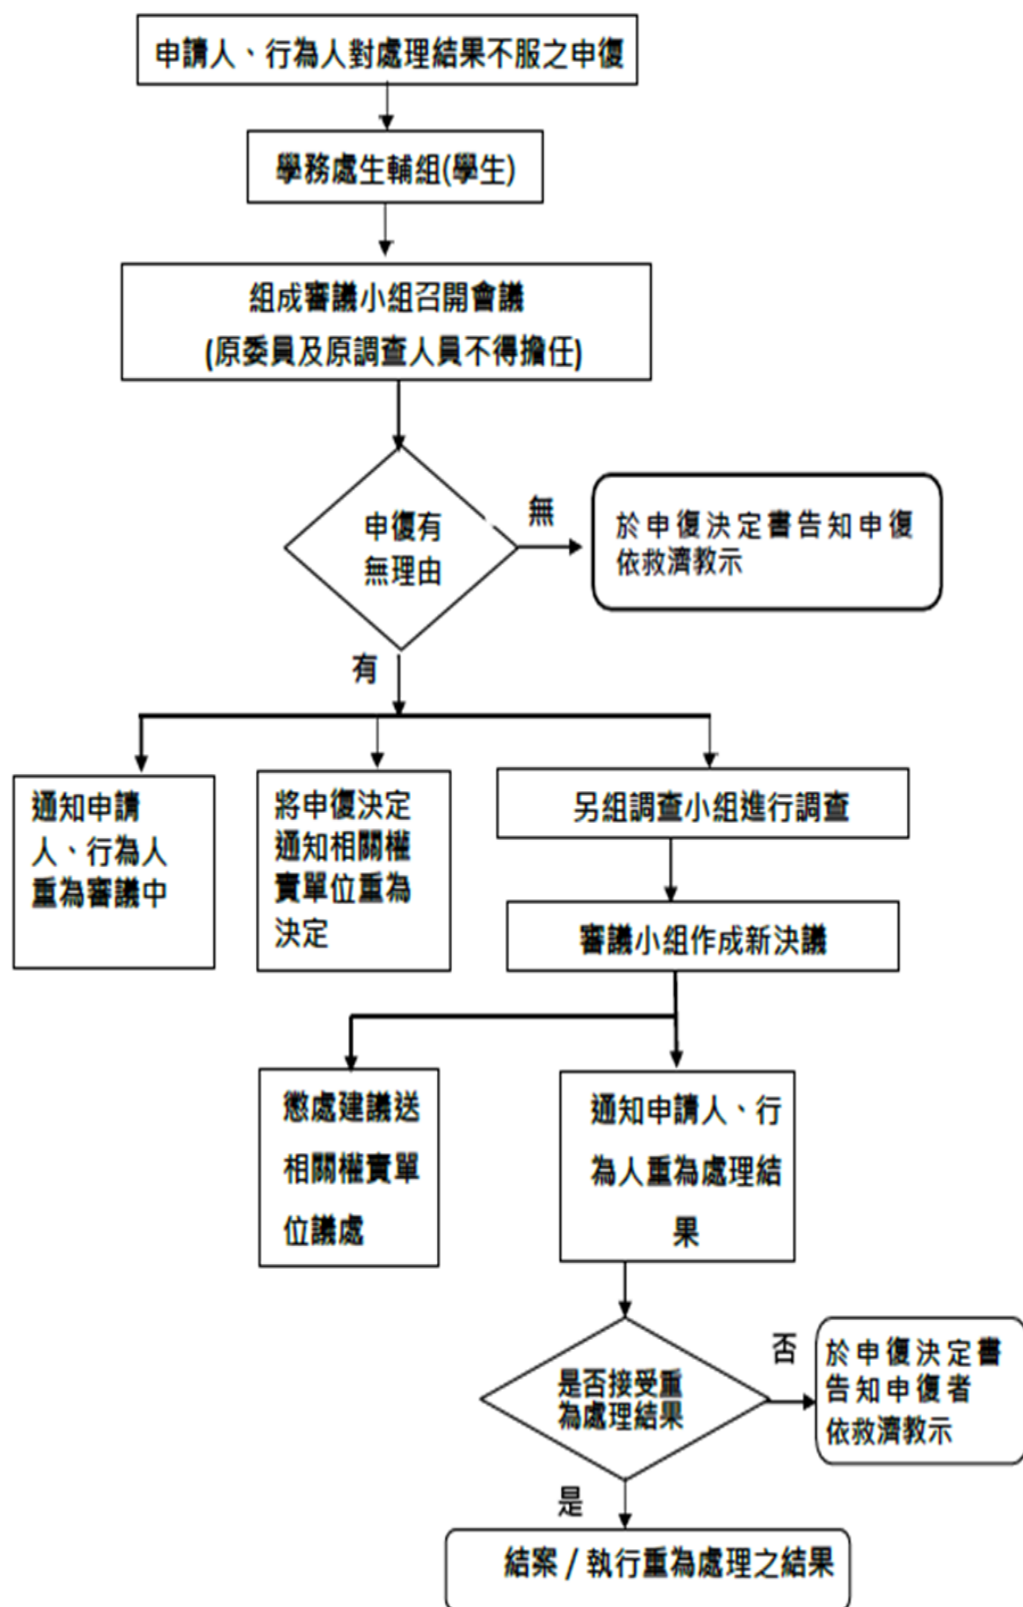 申請人、行為人對處理結果不服之申復
學務處生輔組(學生)
組成審議小組召開會議
(原委員及原調查人員不得擔任)
申復有
無理由
無
於申復決定書告知申復
依救濟教示
有
通知申請
人、行為人
重為審議中
將申復決定
通知相關權
責單位重為
決定
另組調查小組進行調查
審議小組作成新決議
懲處建議送
相關權責單
位議處
通知申請人、行
為人重為處理結
果
是否接受重
為處理結果
否
於申復決定書
告知申復者
依救濟教示
是
結案 / 執行重為處理之結果